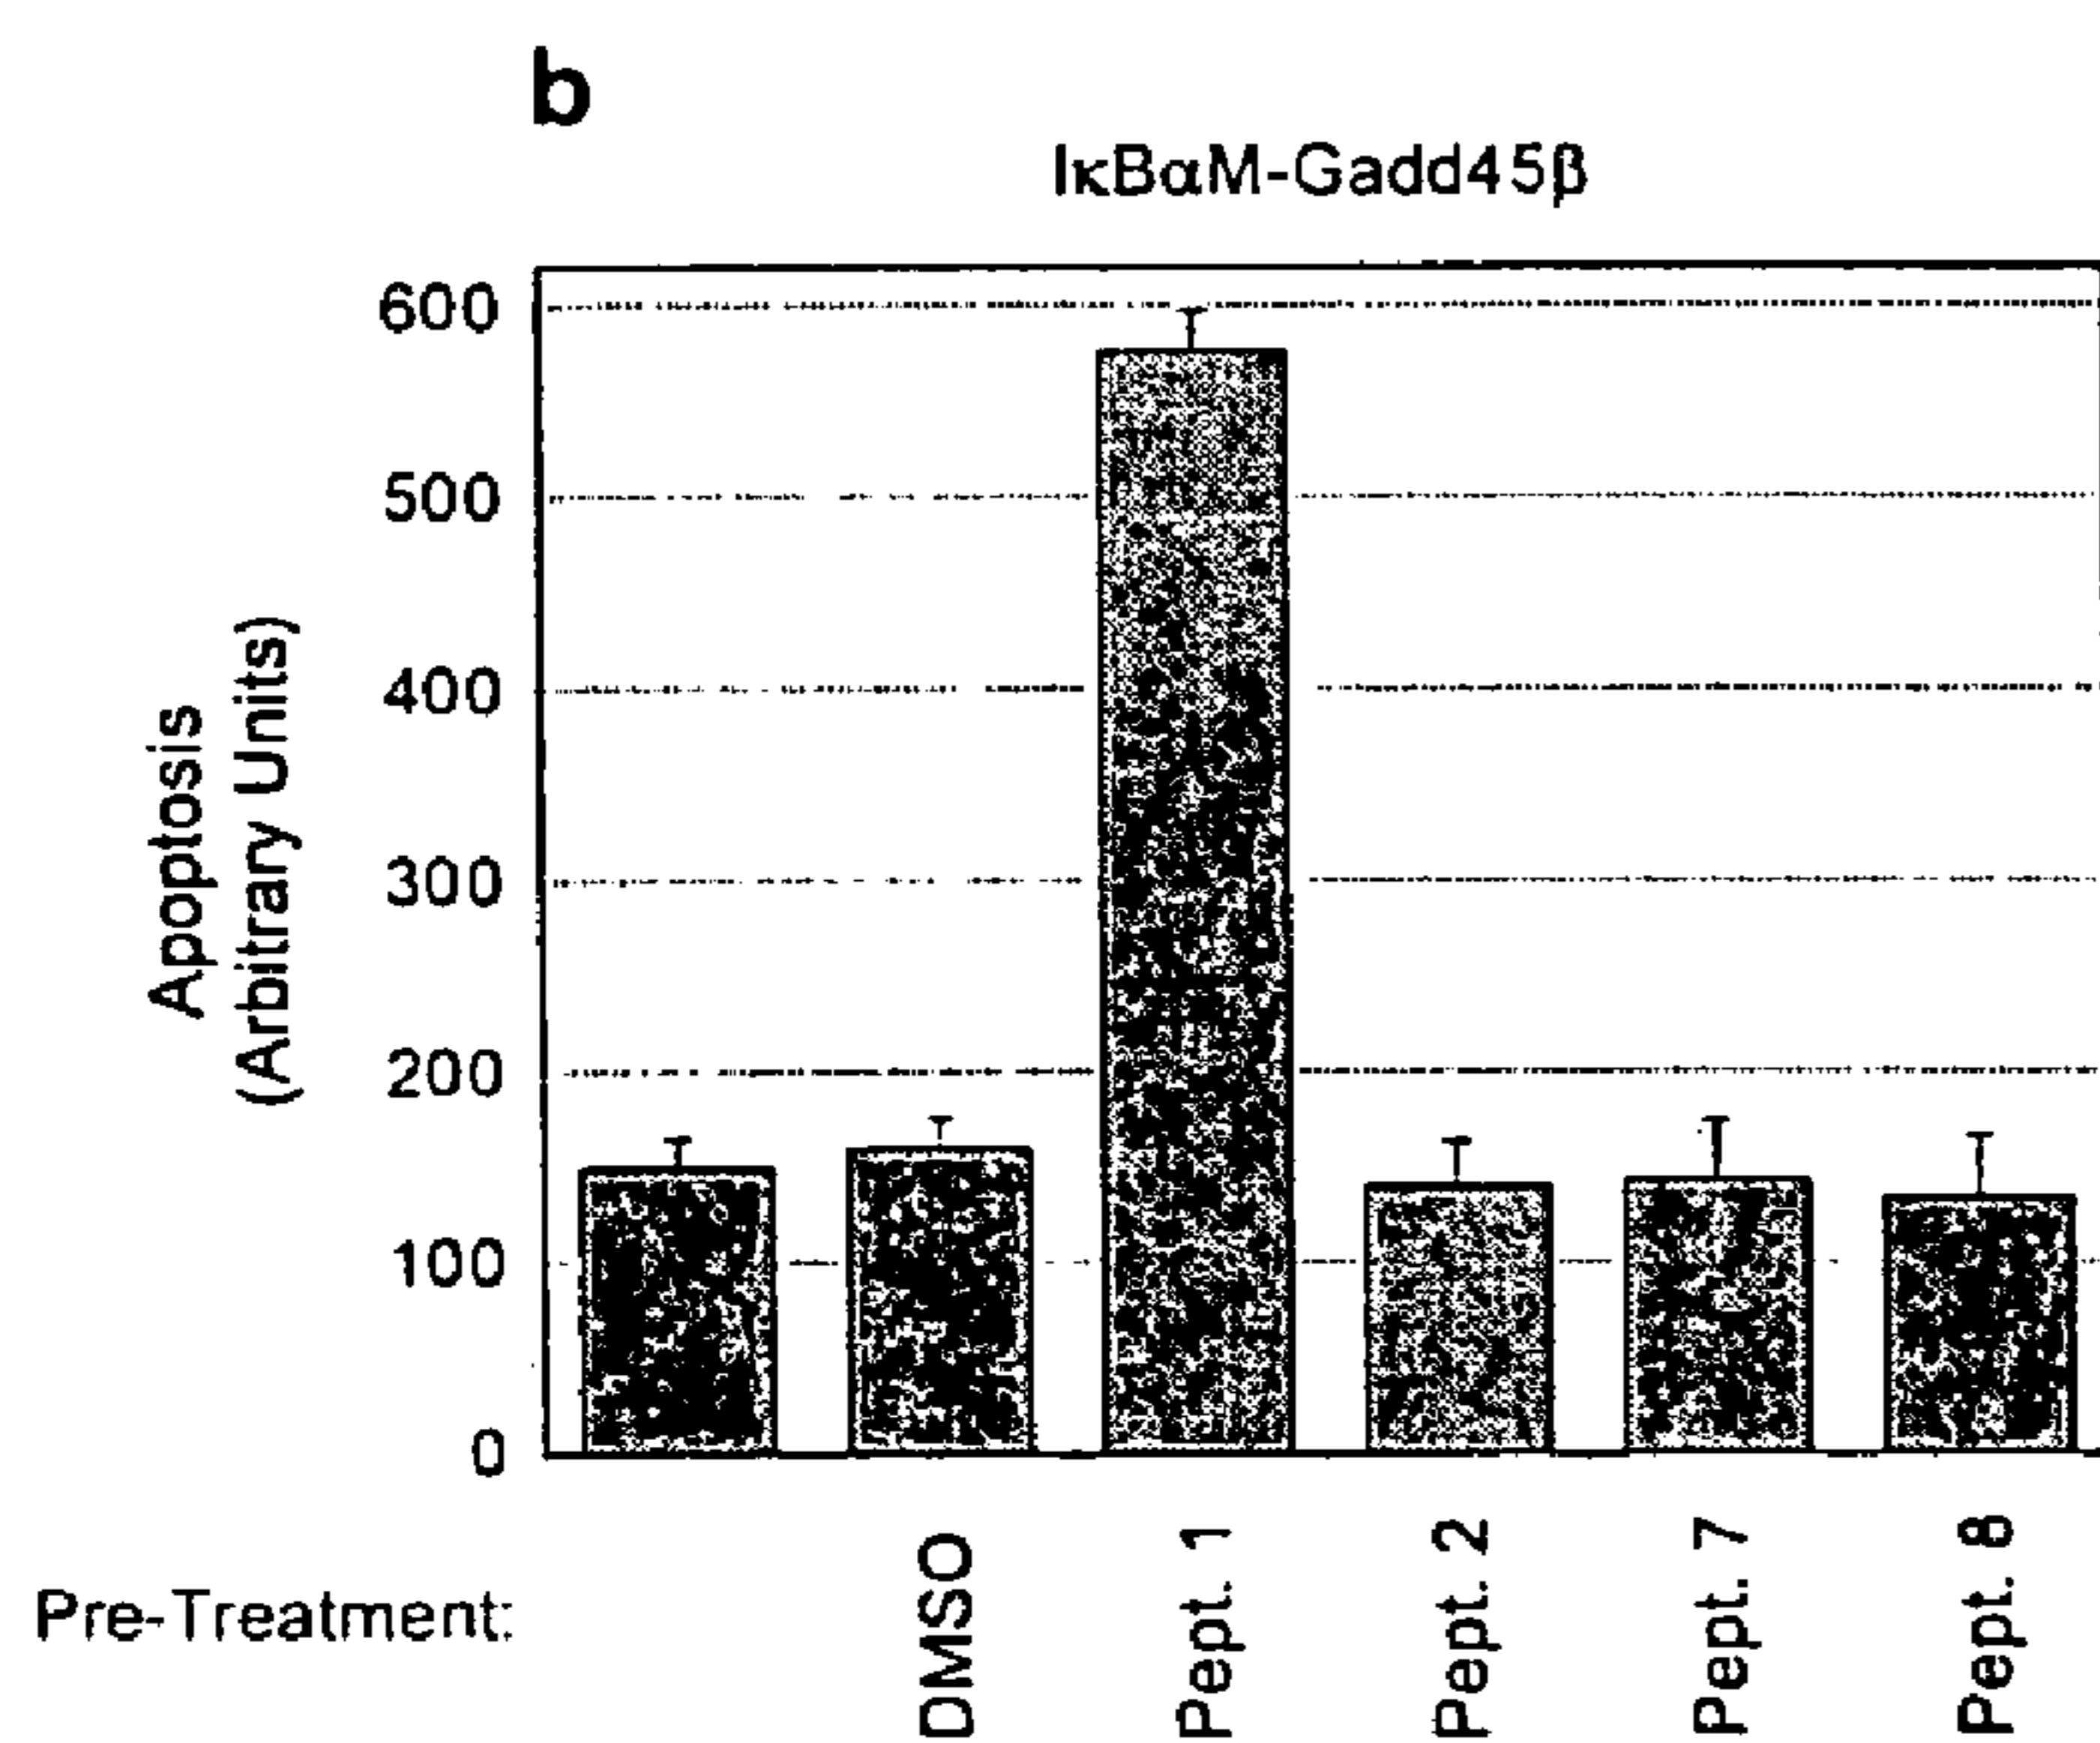 b
IκBαM-Gadd45β
600
500
400
300
200
100
0
Apoptosis
(Arbitrary Units)
Pre-Treatment:
DMSO
Pept. 1
Pept. 2
Pept. 7
Pept. 8